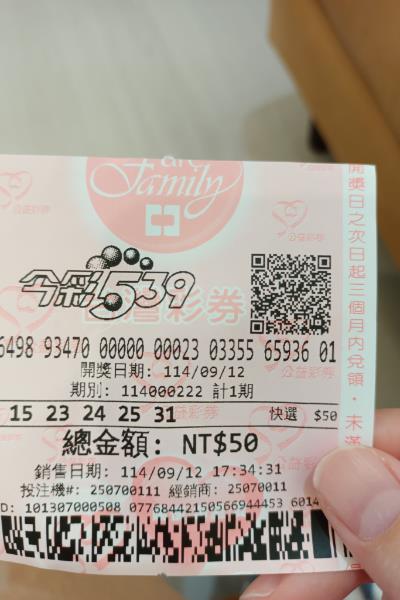 are
Family
公益彩券
今彩539
公益彩券
6498 93470 00000 00023 03355 65936 01
開獎日期: 114/09/12
期別: 114000222 計1期
15 23 24 25 31 快選 $50
總金額: NT$50
銷售日期: 114/09/12 17:34:31
投注機#: 250700111 經銷商: 25070011
D: 101307000508 07768442150566944453 6014
開獎日之次日起三個月內兌領・未滿